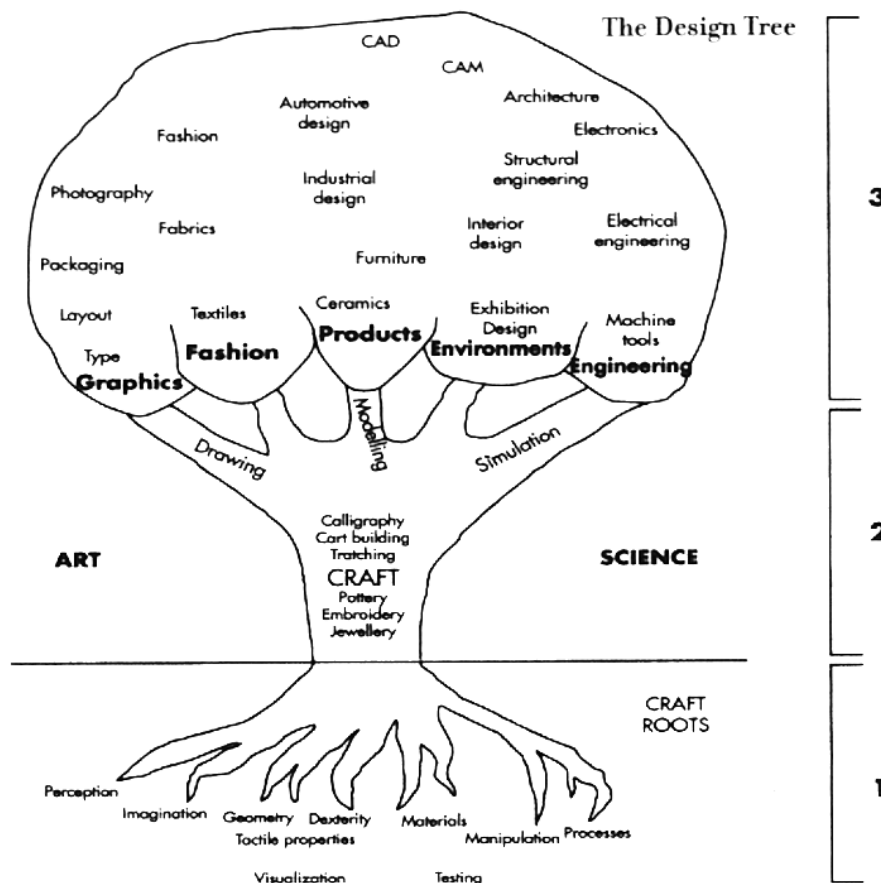 The Design Tree
CAD
CAM
Architecture
Automotive
design
Electronics
Fashion
Structural
engineering
Photography
Industrial
design
Fabrics
Interior
design
Electrical
engineering
Packaging
Furniture
Layout
Textiles
Ceramics
Exhibition
Design
Machine
tools
Type
Graphics
Fashion
Products
Environments
Engineering
3
Drawing
Modelling
Simulation
Calligraphy
Cart building
Tratching
CRAFT
Pottery
Embroidery
Jewellery
ART
SCIENCE
2
CRAFT
ROOTS
Perception
Imagination
Geometry
Dexterity
Materials
Manipulation
Processes
Tactile properties
Visualization
Testing
1